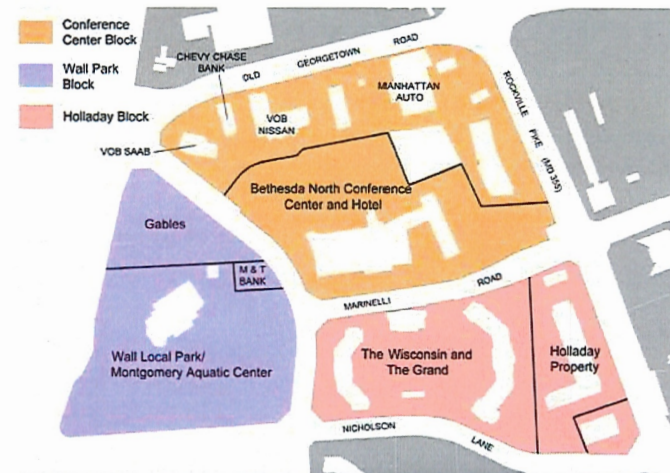 Conference
Center Block
Wall Park
Block
Holladay Block
CHEVY CHASE
BANK
OLD GEORGETOWN ROAD
MANHATTAN
AUTO
ROCKVILLE PIKE (MD 355)
VOB
NISSAN
VOB SAAB
Bethesda North Conference
Center and Hotel
Gables
M & T
BANK
MARINELLI ROAD
Wall Local Park/
Montgomery Aquatic Center
The Wisconsin and
The Grand
Holladay
Property
NICHOLSON LANE